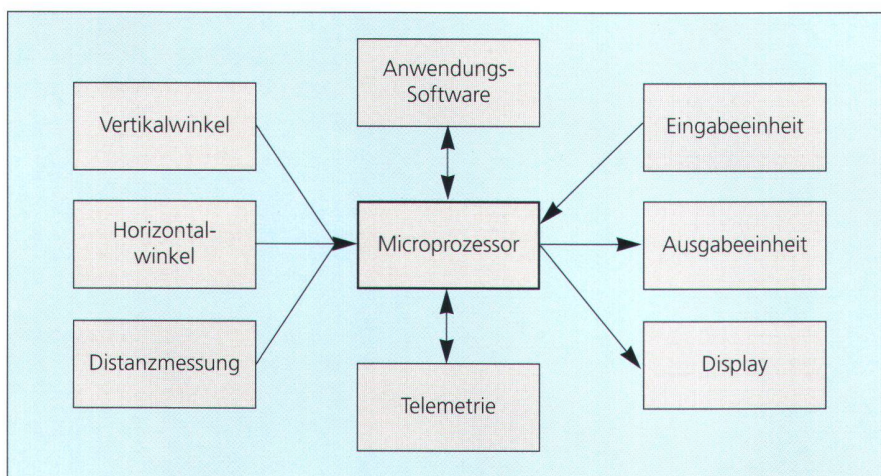 Anwendungs-
Software
Vertikalwinkel
Eingabeeinheit
Horizontal-
winkel
Microprozessor
Ausgabeeinheit
Distanzmessung
Telemetrie
Display